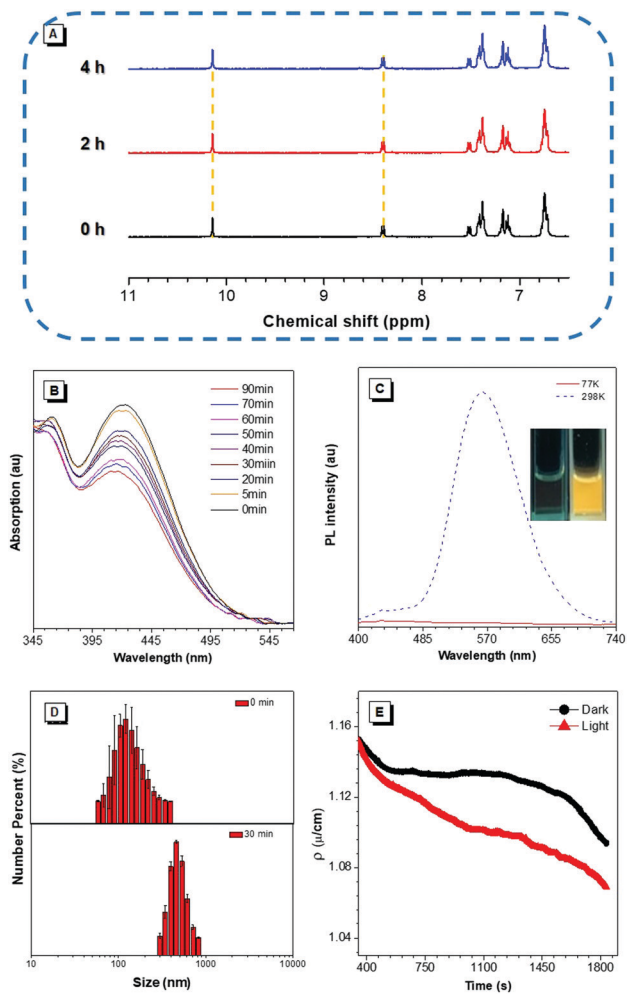 A
4 h
2 h
0 h
11 10 9 8 7
Chemical shift (ppm)
B
90min
70min
60min
50min
40min
30miin
20min
5min
0min
Absorption (au)
345 395 445 495 545
Wavelength (nm)
C
77K
298K
PL intensity (au)
400 485 570 655 740
Wavelength (nm)
D
0 min
30 min
Number Percent (%)
10 100 1000 10000
Size (nm)
E
Dark
Light
1.16
1.12
1.08
1.04
ρ (μ/cm)
400 750 1100 1450 1800
Time (s)